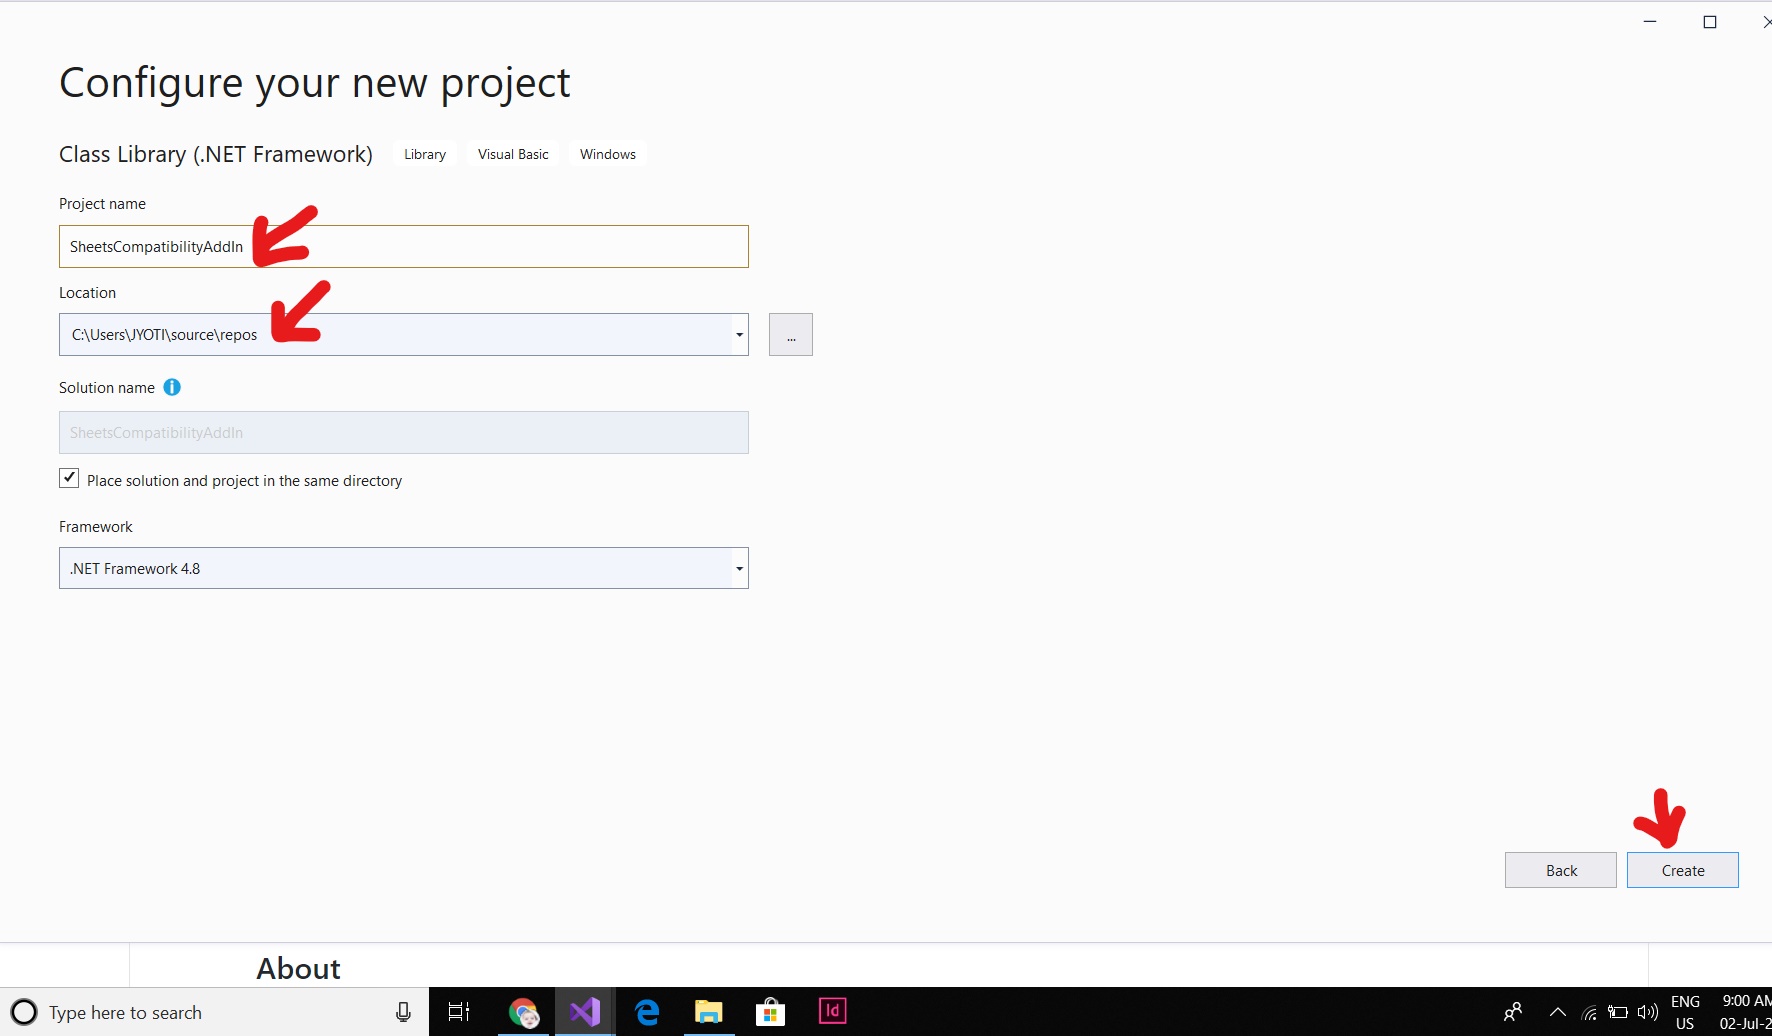 Configure your new project
Class Library (.NET Framework) Library Visual Basic Windows
Project name
SheetsCompatibilityAddIn
Location
C:\Users\JYOTI\source\repos
...
Solution name
SheetsCompatibilityAddIn
Place solution and project in the same directory
Framework
.NET Framework 4.8
Back Create
About
Type here to search
Id
ENG 9:00 AM
US 02-Jul-2